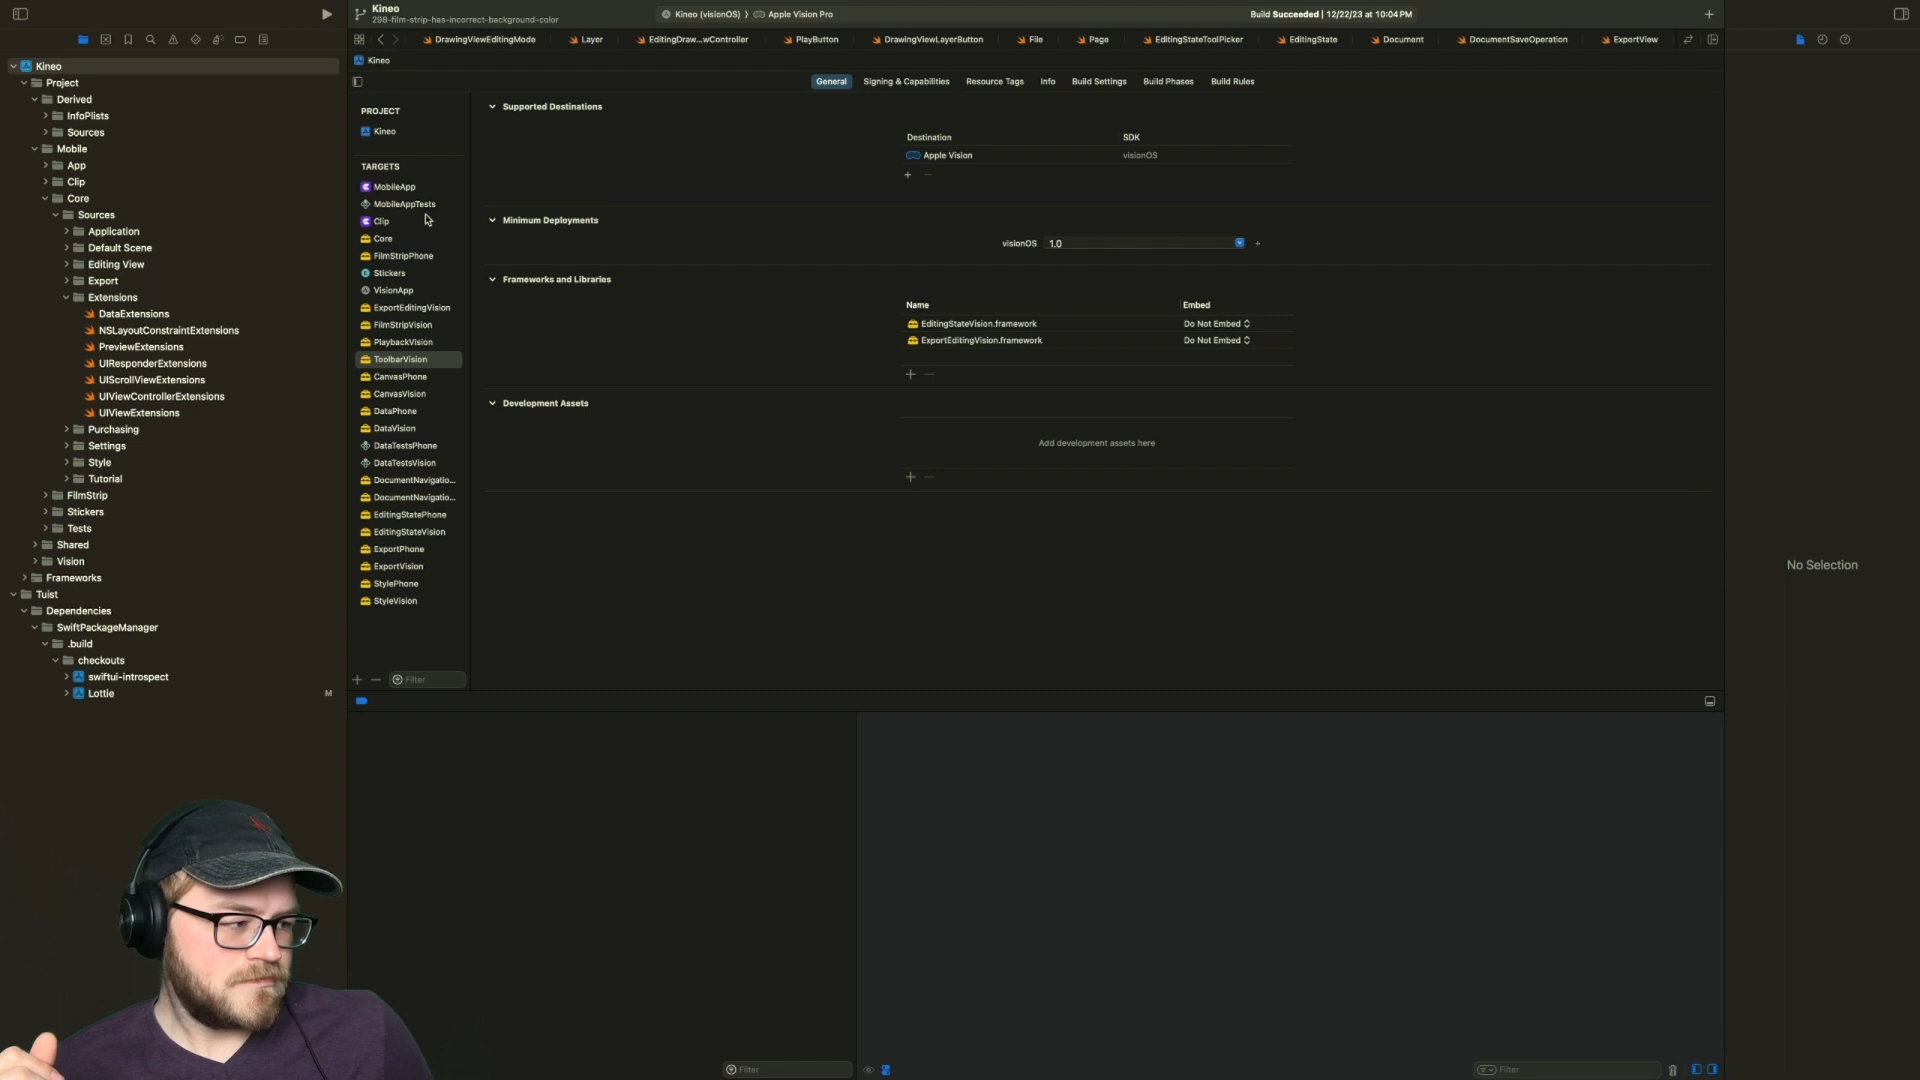 Kineo
298-film-strip-has-incorrect-background-color
Kineo (visionOS) ⟩ Apple Vision Pro
Build Succeeded | 12/22/23 at 10:04 PM
DrawingViewEditingMode
Layer
EditingDraw...wController
PlayButton
DrawingViewLayerButton
File
Page
EditingStateToolPicker
EditingState
Document
DocumentSaveOperation
ExportView
Kineo
General
Signing & Capabilities
Resource Tags
Info
Build Settings
Build Phases
Build Rules
Kineo
Project
Derived
InfoPlists
Sources
Mobile
App
Clip
Core
Sources
Application
Default Scene
Editing View
Export
Extensions
DataExtensions
NSLayoutConstraintExtensions
PreviewExtensions
UIResponderExtensions
UIScrollViewExtensions
UIViewControllerExtensions
UIViewExtensions
Purchasing
Settings
Style
Tutorial
FilmStrip
Stickers
Tests
Shared
Vision
Frameworks
Tuist
Dependencies
SwiftPackageManager
.build
checkouts
swiftui-introspect
Lottie M
PROJECT
Kineo
TARGETS
MobileApp
MobileAppTests
Clip
Core
FilmStripPhone
Stickers
VisionApp
ExportEditingVision
FilmStripVision
PlaybackVision
ToolbarVision
CanvasPhone
CanvasVision
DataPhone
DataVision
DataTestsPhone
DataTestsVision
DocumentNavigatio...
DocumentNavigatio...
EditingStatePhone
EditingStateVision
ExportPhone
ExportVision
StylePhone
StyleVision
Filter
Supported Destinations
Destination SDK
Apple Vision visionOS
Minimum Deployments
visionOS 1.0
Frameworks and Libraries
Name Embed
EditingStateVision.framework Do Not Embed
ExportEditingVision.framework Do Not Embed
Development Assets
Add development assets here
No Selection
Filter
Filter